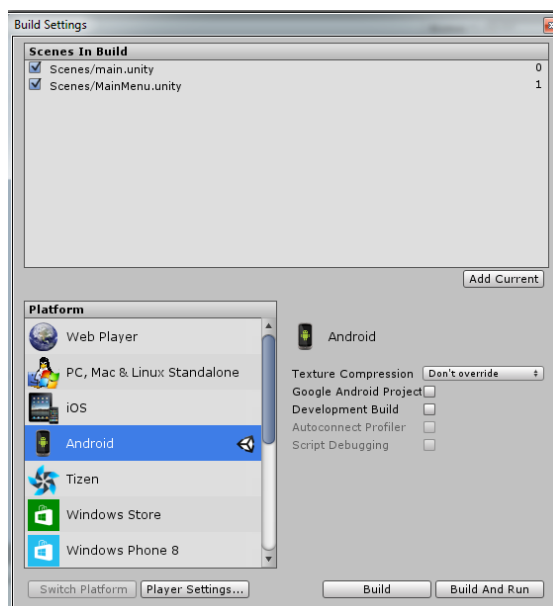 Build Settings
Scenes In Build
Scenes/main.unity 0
Scenes/MainMenu.unity 1
Add Current
Platform
Web Player
PC, Mac & Linux Standalone
iOS
Android
Tizen
Windows Store
Windows Phone 8
Android
Texture Compression Don't override
Google Android Project
Development Build
Autoconnect Profiler
Script Debugging
Switch Platform Player Settings... Build Build And Run